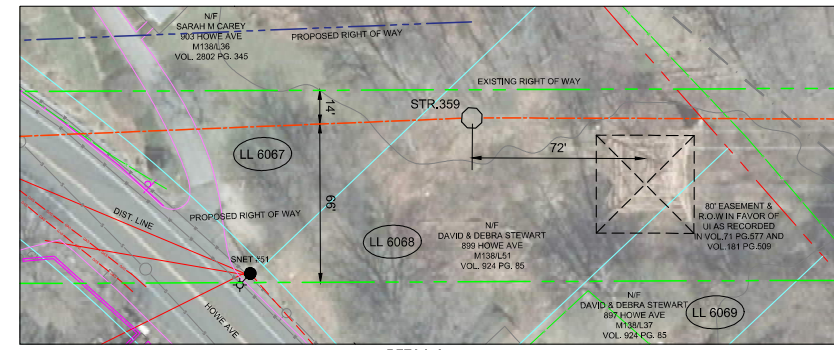 N/F
SARAH M CAREY
903 HOWE AVE
M138/L36
VOL. 2802 PG. 345
PROPOSED RIGHT OF WAY
EXISTING RIGHT OF WAY
STR.359
14'
LL 6067
72'
66'
PROPOSED RIGHT OF WAY
DIST. LINE
LL 6068
N/F
DAVID & DEBRA STEWART
899 HOWE AVE
M138/L51
VOL. 924 PG. 85
80' EASEMENT &
R.O.W IN FAVOR OF
UI AS RECORDED
IN VOL.71 PG.577 AND
VOL.181 PG.509
SNET #51
HOWE AVE
N/F
DAVID & DEBRA STEWART
897 HOWE AVE
M138/L37
VOL. 924 PG. 85
LL 6069